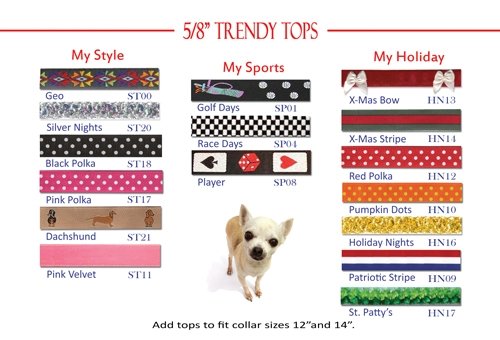 5/8” TRENDY TOPS
My Style
Geo ST00
Silver Nights ST20
Black Polka ST18
Pink Polka ST17
Dachshund ST21
Pink Velvet ST11
My Sports
Golf Days SP01
Race Days SP04
Player SP08
My Holiday
X-Mas Bow HN13
X-Mas Stripe HN14
Red Polka HN12
Pumpkin Dots HN10
Holiday Nights HN16
Patriotic Stripe HN09
St. Patty's HN17
Add tops to fit collar sizes 12”and 14”.